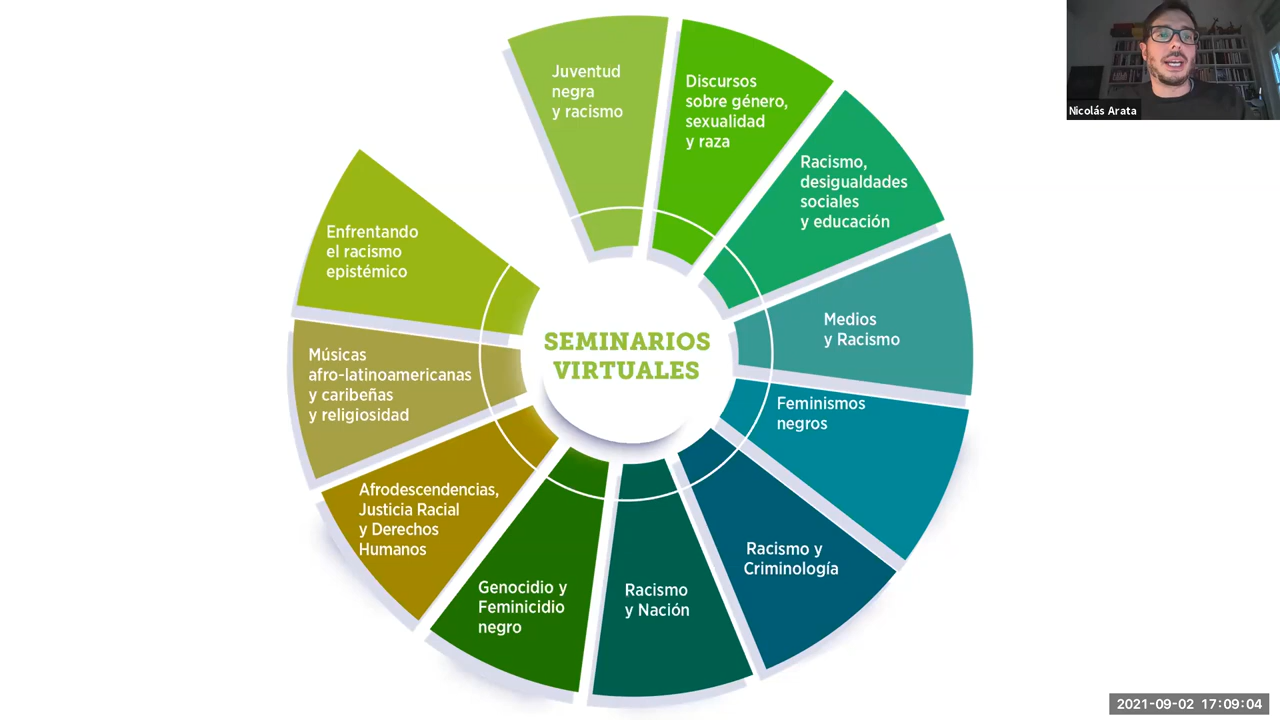 Juventud
negra
y racismo
Discursos
sobre género,
sexualidad
y raza
Racismo,
desigualdades
sociales
y educación
Medios
y Racismo
Feminismos
negros
Racismo y
Criminología
Racismo
y Nación
Genocidio y
Feminicidio
negro
Afrodescendencias,
Justicia Racial
y Derechos
Humanos
Músicas
afro-latinoamericanas
y caribeñas
y religiosidad
Enfrentando
el racismo
epistémico
SEMINARIOS
VIRTUALES
Nicolás Arata
2021-09-02 17:09:04